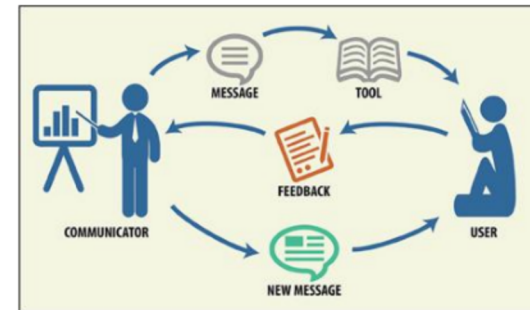 MESSAGE
TOOL
FEEDBACK
COMMUNICATOR
USER
NEW MESSAGE